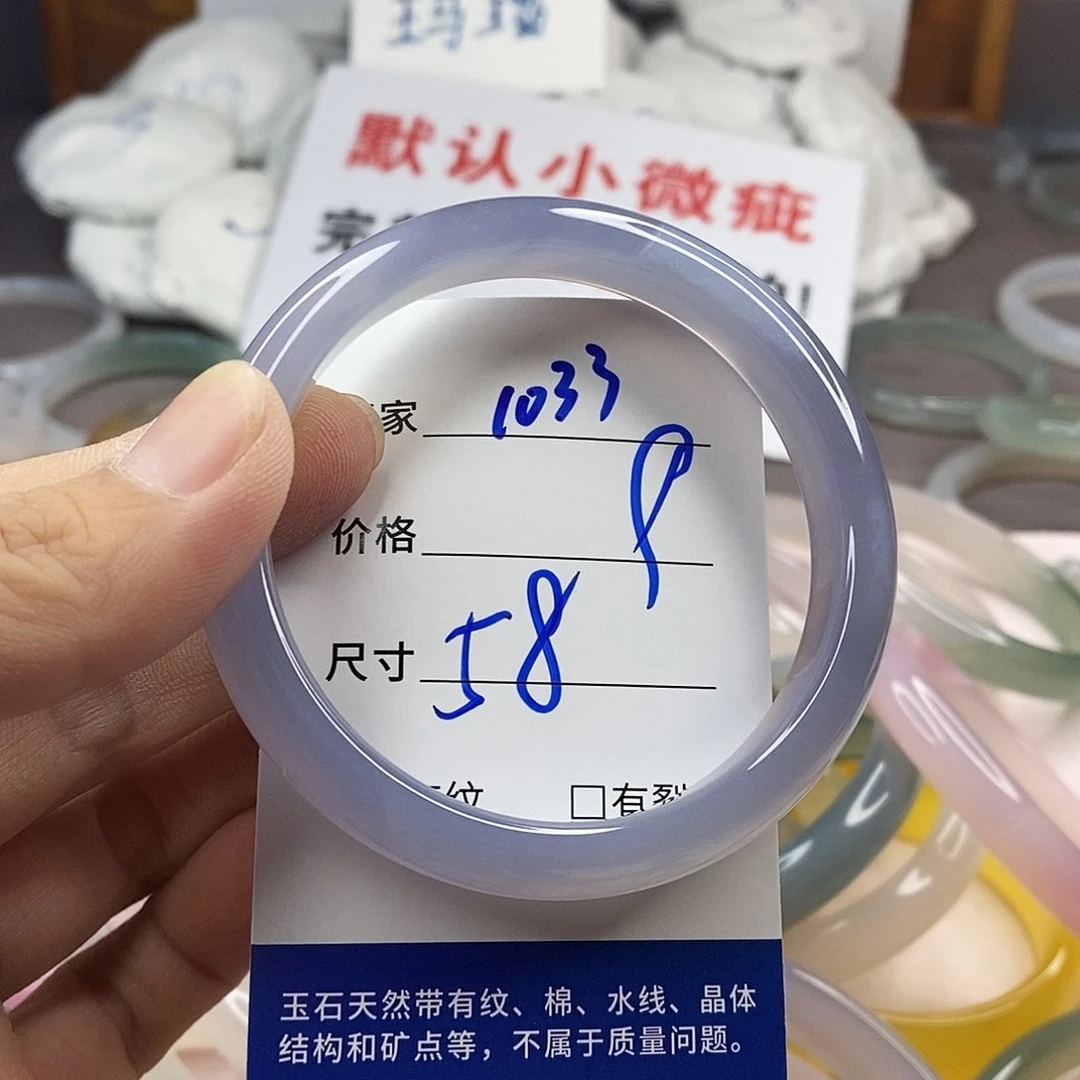 玛瑙
默认小微疵
完
家 1033
价格
尺寸 58
纹 □有裂
玉石天然带有纹、棉、水线、晶体
结构和矿点等，不属于质量问题。